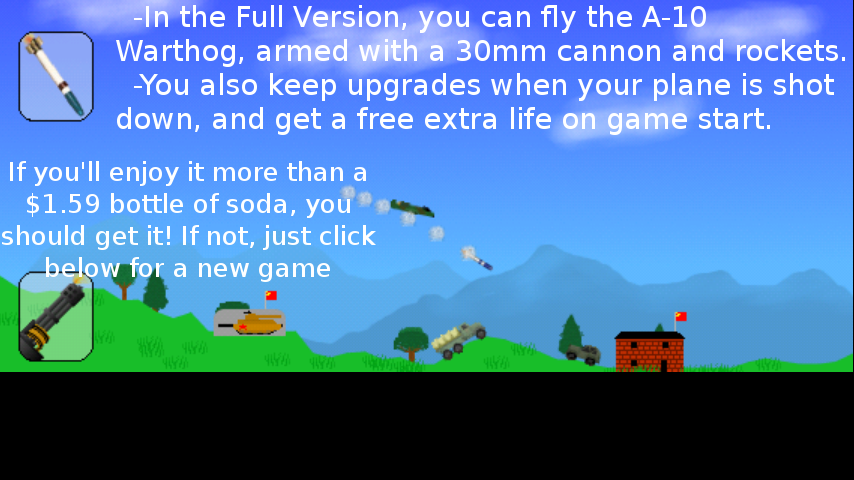 -In the Full Version, you can fly the A-10
Warthog, armed with a 30mm cannon and rockets.
-You also keep upgrades when your plane is shot
down, and get a free extra life on game start.
If you'll enjoy it more than a
$1.59 bottle of soda, you
should get it! If not, just click
below for a new game